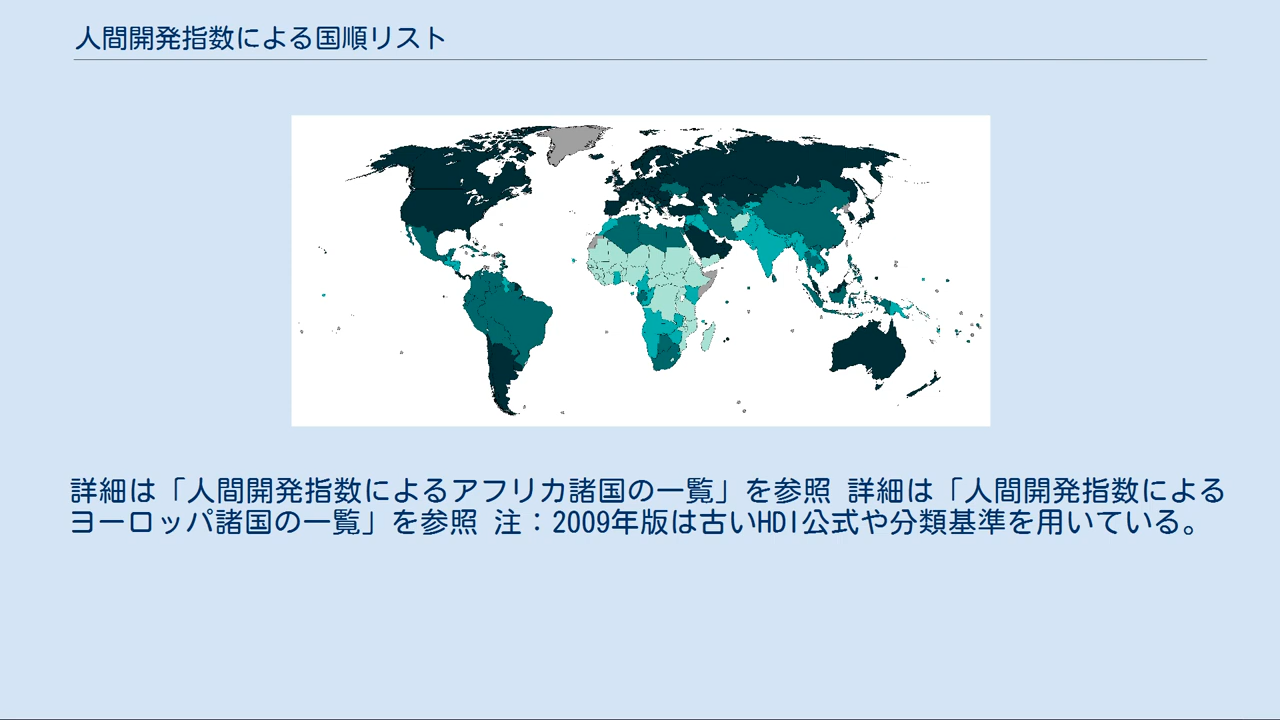 人間開発指数による国順リスト
詳細は「人間開発指数によるアフリカ諸国の一覧」を参照 詳細は「人間開発指数による
ヨーロッパ諸国の一覧」を参照 注：2009年版は古いHDI公式や分類基準を用いている。